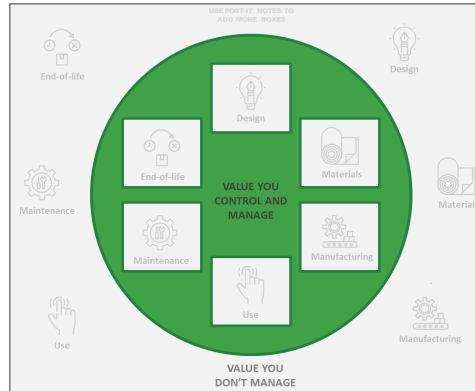 USE POST-IT NOTES TO
ADD MORE BOXES
End-of-life
Design
Design
End-of-life
Materials
VALUE YOU
CONTROL AND
MANAGE
Maintenance
Material
Maintenance
Manufacturing
Use
Use
Manufacturing
VALUE YOU
DON'T MANAGE